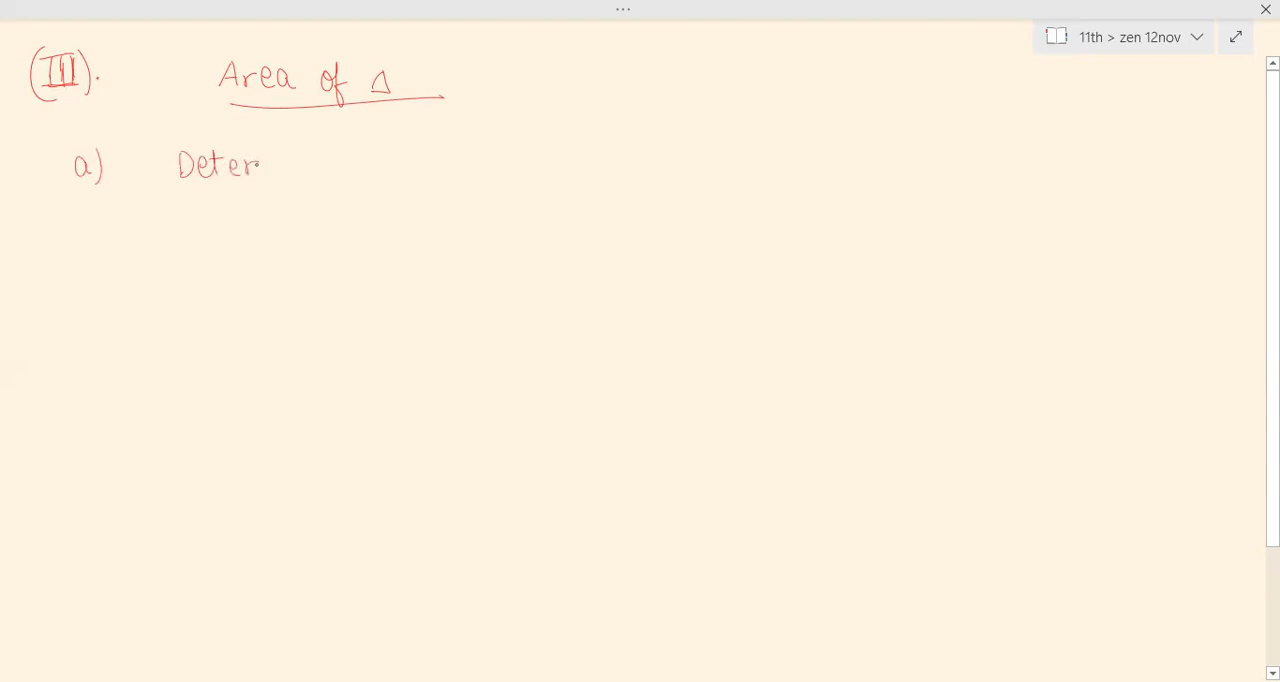 ...
11th > zen 12nov
(III). Area of Δ
a) Deter